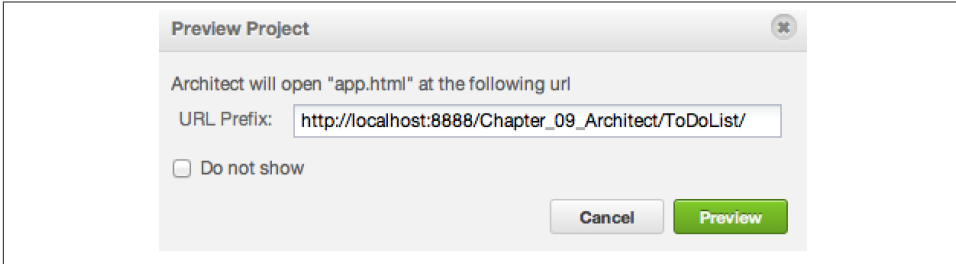 Preview Project
Architect will open "app.html" at the following url
URL Prefix: http://localhost:8888/Chapter_09_Architect/ToDoList/
Do not show
Cancel Preview